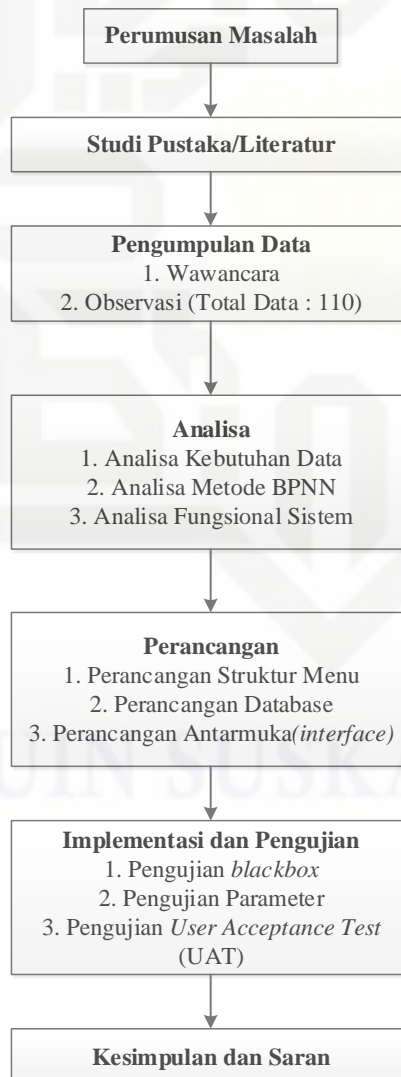 Perumusan Masalah
Studi Pustaka/Literatur
Pengumpulan Data
1. Wawancara
2. Observasi (Total Data : 110)
Analisa
1. Analisa Kebutuhan Data
2. Analisa Metode BPNN
3. Analisa Fungsional Sistem
Perancangan
1. Perancangan Struktur Menu
2. Perancangan Database
3. Perancangan Antarmuka(interface)
UIN SUSKA
Implementasi dan Pengujian
1. Pengujian blackbox
2. Pengujian Parameter
3. Pengujian User Acceptance Test
(UAT)
Kesimpulan dan Saran